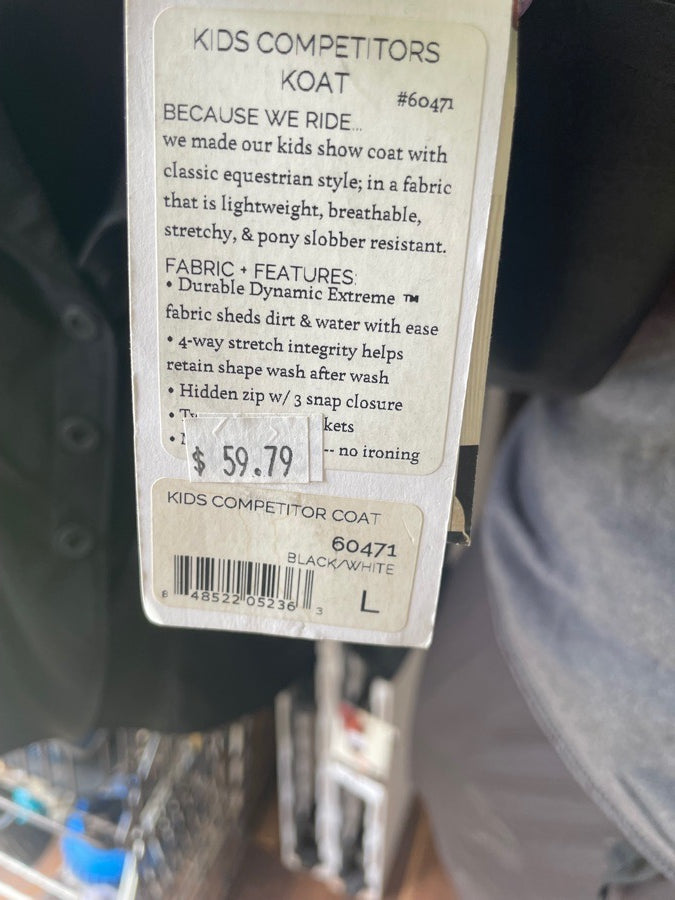 KIDS COMPETITORS
KOAT
#60471
BECAUSE WE RIDE...
we made our kids show coat with
classic equestrian style; in a fabric
that is lightweight, breathable,
stretchy, & pony slobber resistant.
FABRIC + FEATURES:
• Durable Dynamic Extreme ™
fabric sheds dirt & water with ease
• 4-way stretch integrity helps
retain shape wash after wash
• Hidden zip w/ 3 snap closure
•
• -- no ironing
$ 59.79
KIDS COMPETITOR COAT
60471
BLACK/WHITE
8 48522 05236 3
L